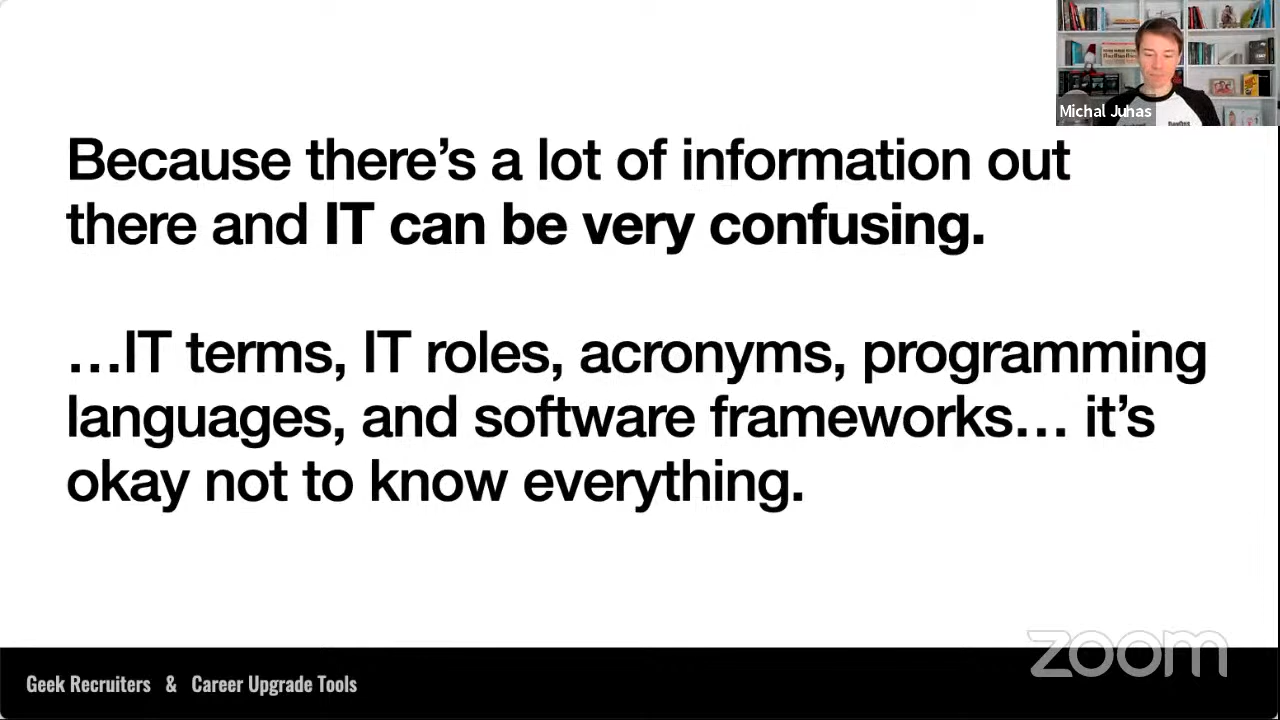 Michal Juhas
Because there’s a lot of information out
there and IT can be very confusing.
…IT terms, IT roles, acronyms, programming
languages, and software frameworks… it’s
okay not to know everything.
zoom
Geek Recruiters & Career Upgrade Tools